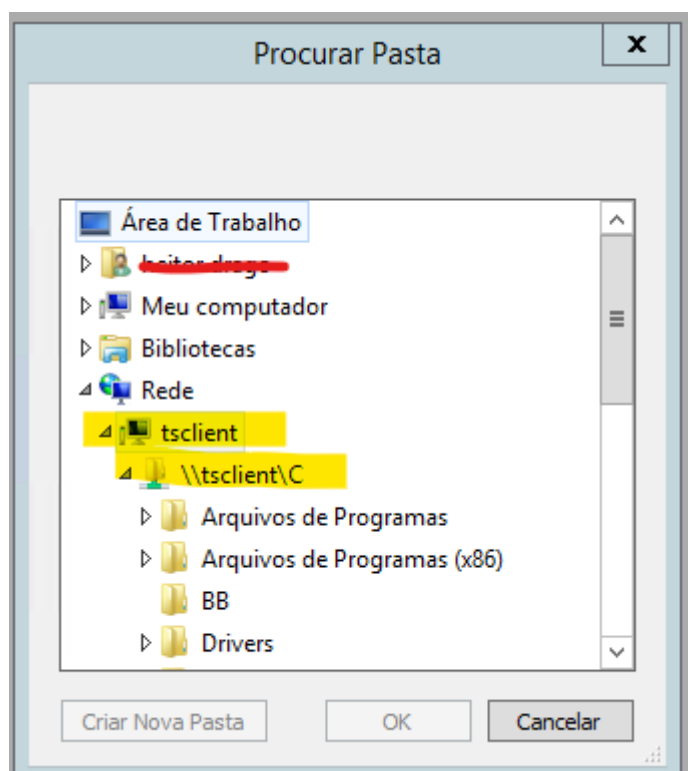 Procurar Pasta
x
Área de Trabalho
Meu computador
Bibliotecas
Rede
tsclient
\\tsclient\C
Arquivos de Programas
Arquivos de Programas (x86)
BB
Drivers
Criar Nova Pasta
OK
Cancelar